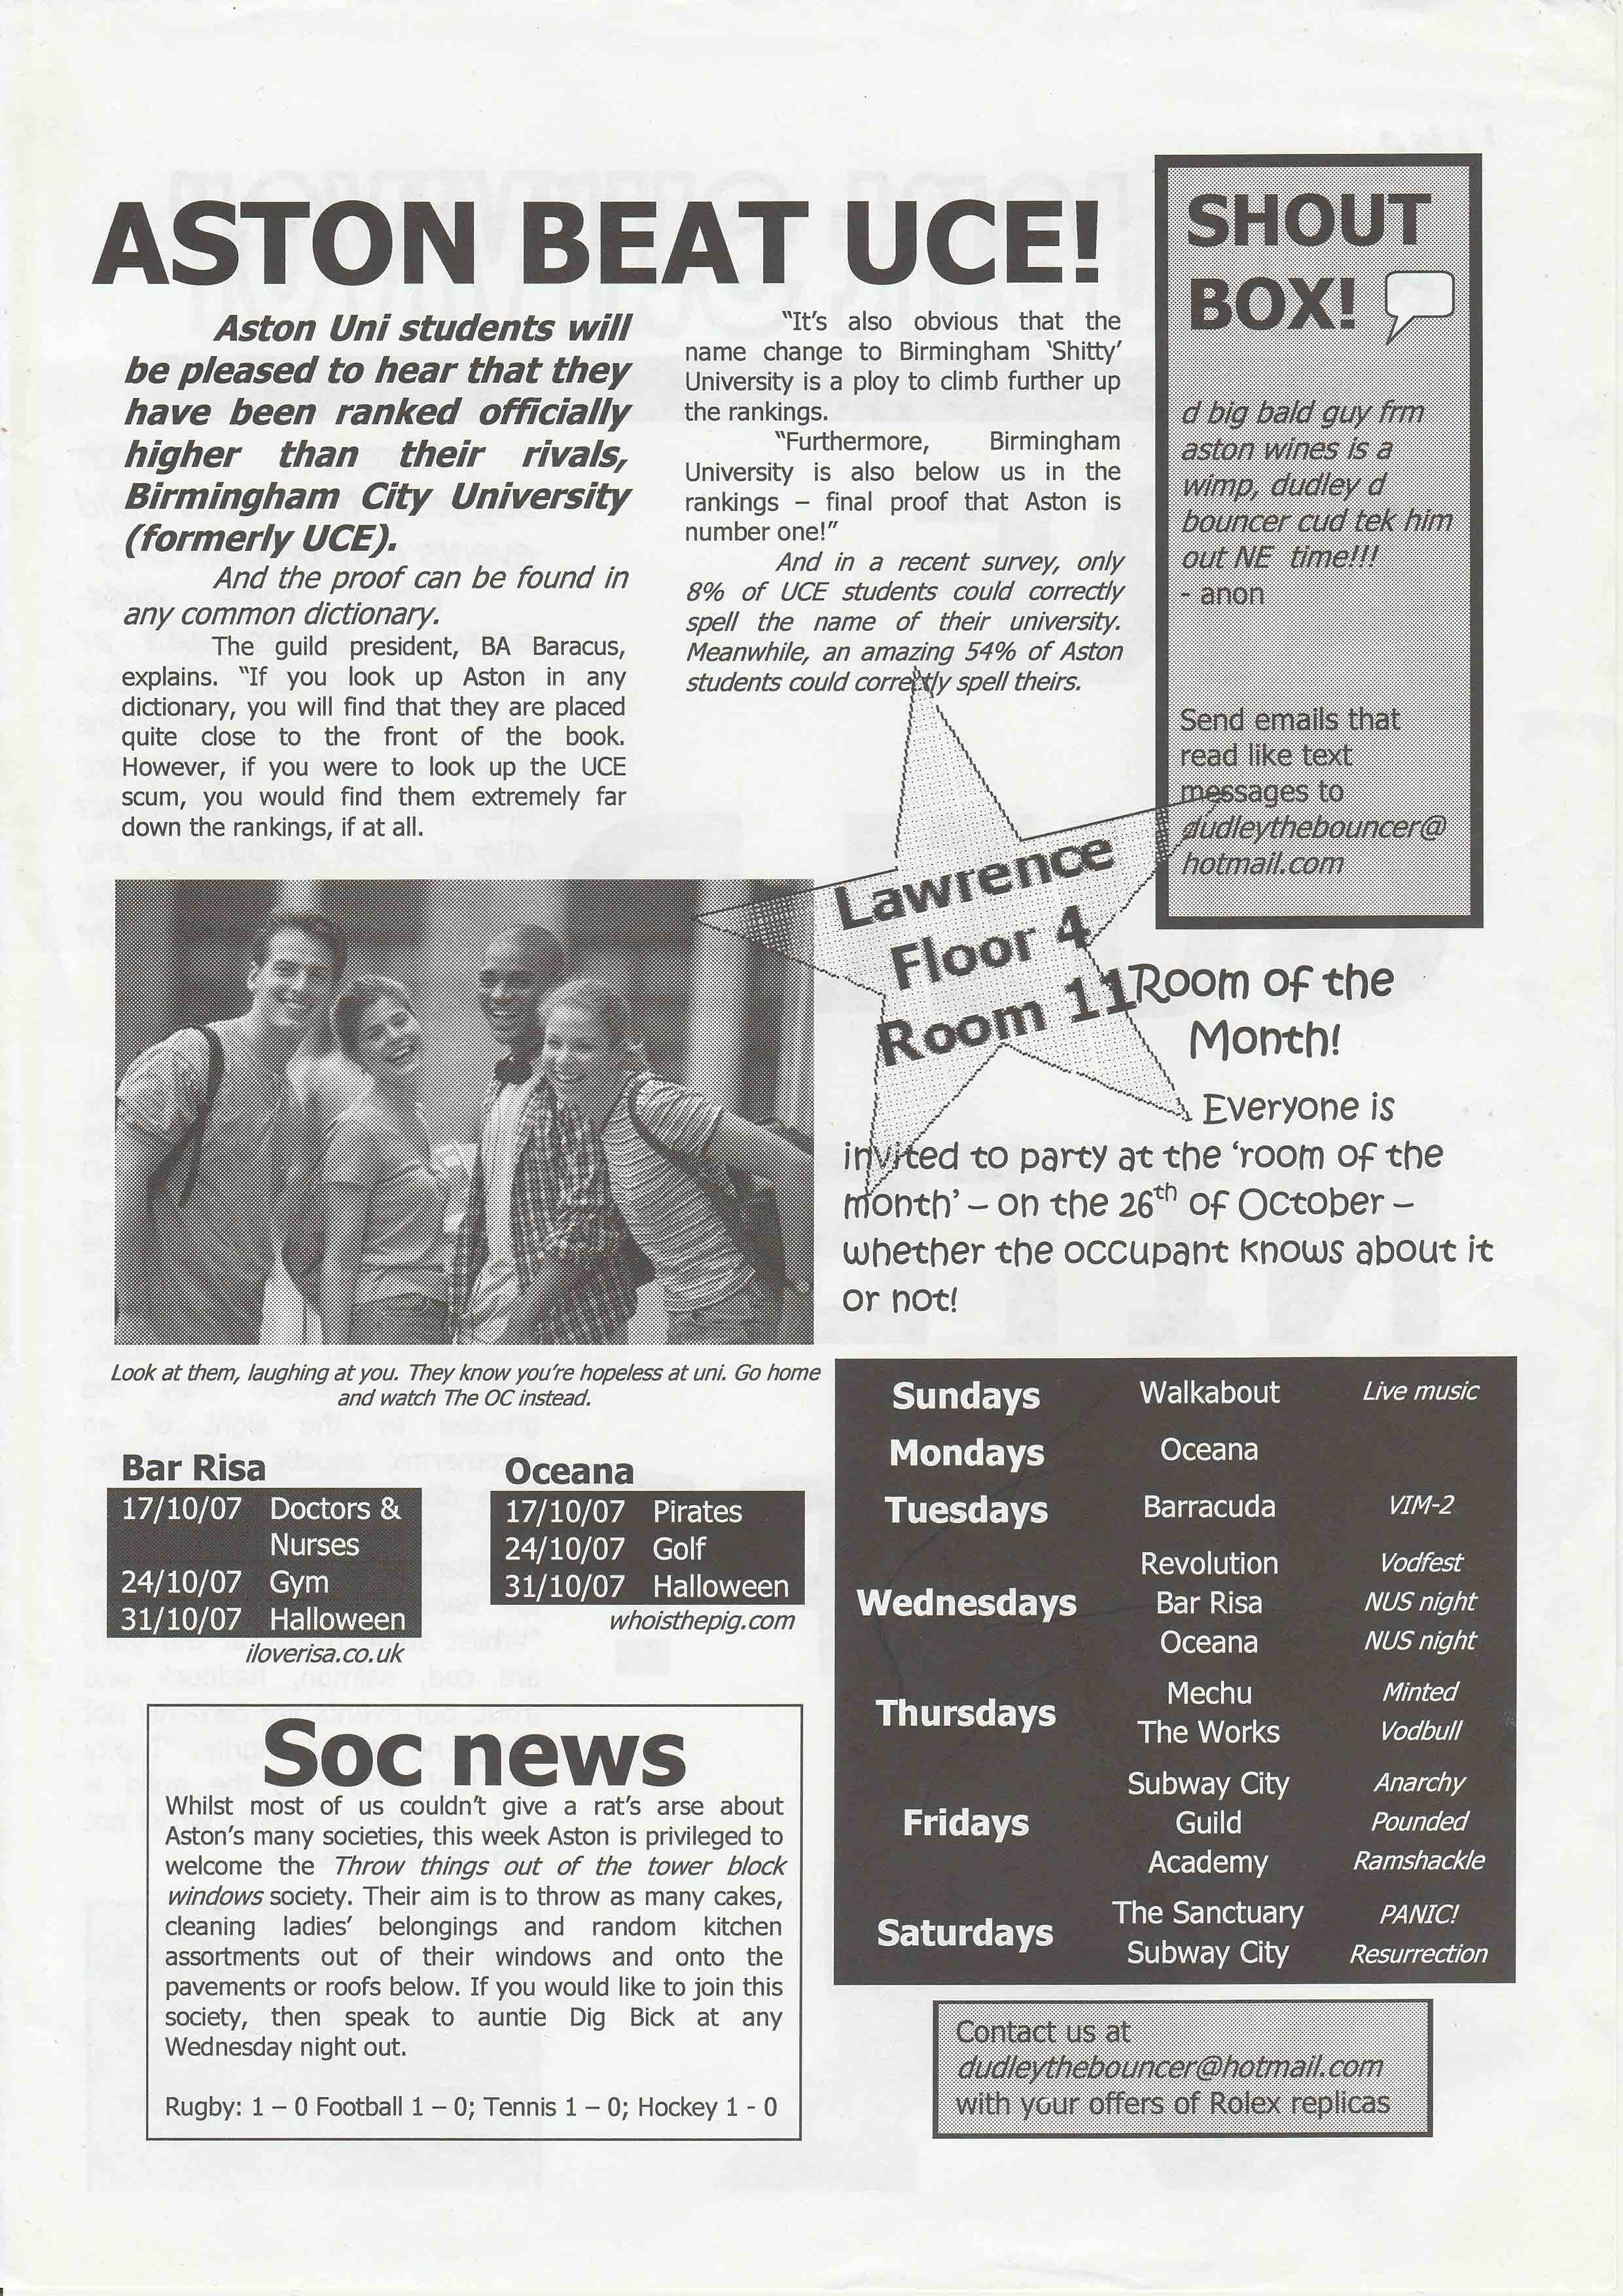 ASTON BEAT UCE!
Aston Uni students will
be pleased to hear that they
have been ranked officially
higher than their rivals,
Birmingham City University
(formerly UCE).
And the proof can be found in
any common dictionary.
The guild president, BA Baracus,
explains. "If you look up Aston in any
dictionary, you will find that they are placed
quite close to the front of the book.
However, if you were to look up the UCE
scum, you would find them extremely far
down the rankings, if at all.
"It's also obvious that the
name change to Birmingham 'Shitty'
University is a ploy to climb further up
the rankings.
"Furthermore, Birmingham
University is also below us in the
rankings – final proof that Aston is
number one!"
And in a recent survey, only
8% of UCE students could correctly
spell the name of their university.
Meanwhile, an amazing 54% of Aston
students could correctly spell theirs.
SHOUT
BOX!
d big bald guy frm
aston wines is a
wimp, dudley d
bouncer cud tek him
out NE time!!!
- anon
Send emails that
read like text
messages to
dudleythebouncer@
hotmail.com
Lawrence
Floor 4
Room 11
Room of the
Month!
Everyone is
invited to party at the 'room of the
month' – on the 26th of October –
whether the occupant knows about it
or not!
Look at them, laughing at you. They know you're hopeless at uni. Go home
and watch The OC instead.
Bar Risa
17/10/07 Doctors &
Nurses
24/10/07 Gym
31/10/07 Halloween
iloverisa.co.uk
Oceana
17/10/07 Pirates
24/10/07 Golf
31/10/07 Halloween
whoisthepig.com
Sundays Walkabout Live music
Mondays Oceana
Tuesdays Barracuda VIM-2
Revolution Vodfest
Wednesdays Bar Risa NUS night
Oceana NUS night
Mechu Minted
Thursdays
The Works Vodbull
Subway City Anarchy
Fridays Guild Pounded
Academy Ramshackle
The Sanctuary PANIC!
Saturdays
Subway City Resurrection
Soc news
Whilst most of us couldn't give a rat's arse about
Aston's many societies, this week Aston is privileged to
welcome the Throw things out of the tower block
windows society. Their aim is to throw as many cakes,
cleaning ladies' belongings and random kitchen
assortments out of their windows and onto the
pavements or roofs below. If you would like to join this
society, then speak to auntie Dig Bick at any
Wednesday night out.
Rugby: 1 – 0 Football 1 – 0; Tennis 1 – 0; Hockey 1 - 0
Contact us at
dudleythebouncer@hotmail.com
with your offers of Rolex replicas